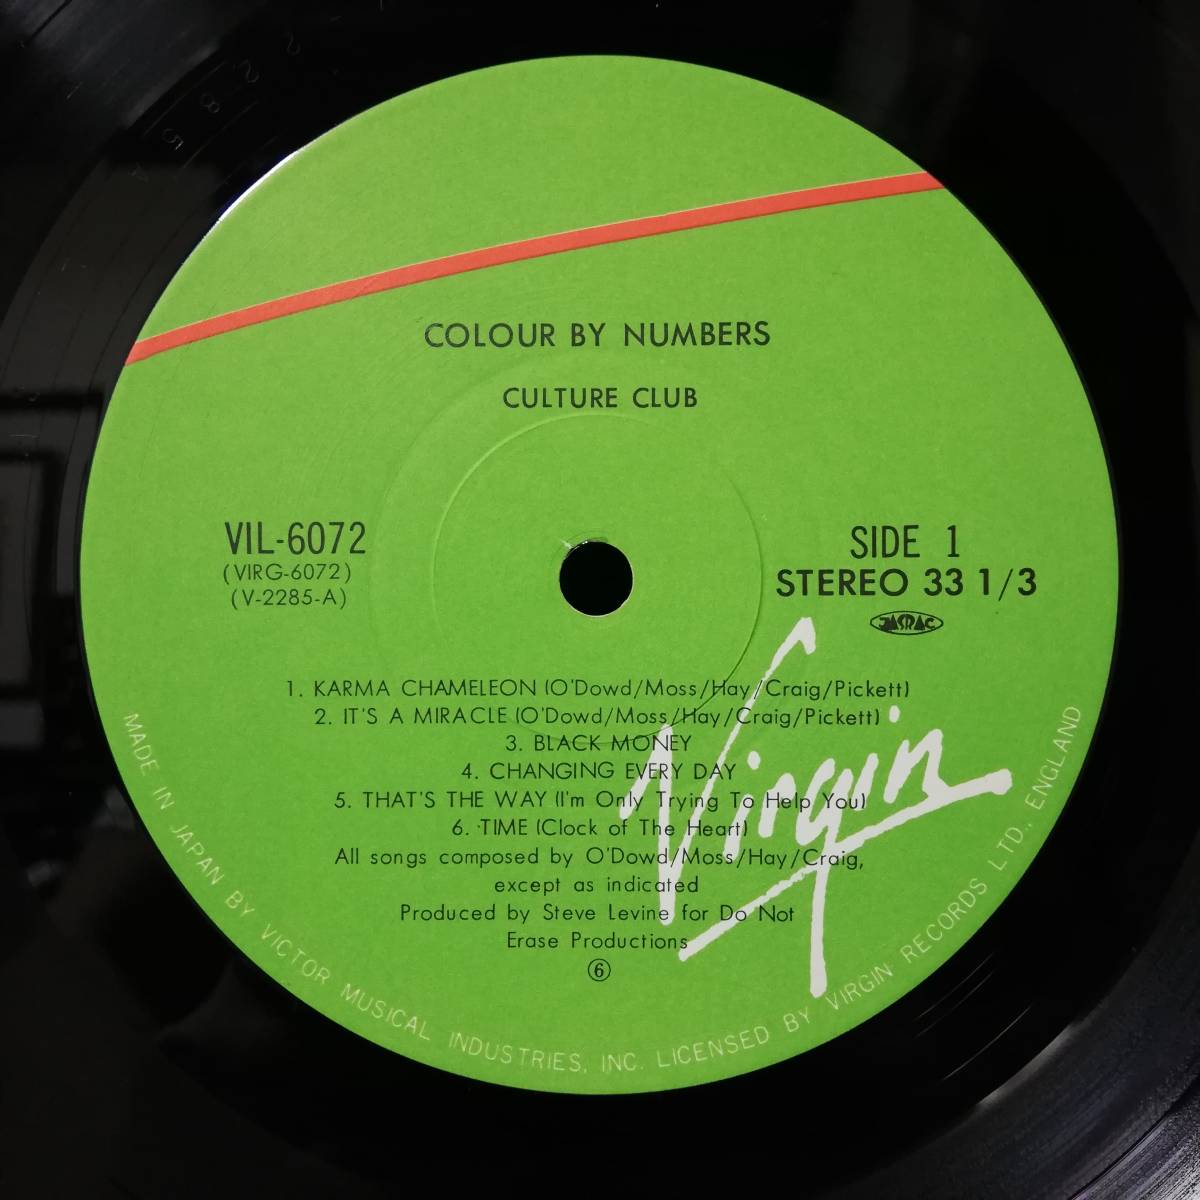 COLOUR BY NUMBERS
CULTURE CLUB
VIL-6072
(VIRG-6072)
(V-2285-A)
SIDE 1
STEREO 33 1/3
JASRAC
1. KARMA CHAMELEON (O'Dowd/Moss/Hay/Craig/Pickett)
2. IT'S A MIRACLE (O'Dowd/Moss/Hay/Craig/Pickett)
3. BLACK MONEY
4. CHANGING EVERY DAY
5. THAT'S THE WAY (I'm Only Trying To Help You)
6. TIME (Clock of The Heart)
All songs composed by O'Dowd/Moss/Hay/Craig,
except as indicated
Produced by Steve Levine for Do Not
Erase Productions
⑥
Virgin
MADE IN JAPAN BY VICTOR MUSICAL INDUSTRIES, INC. LICENSED BY VIRGIN RECORDS LTD., ENGLAND